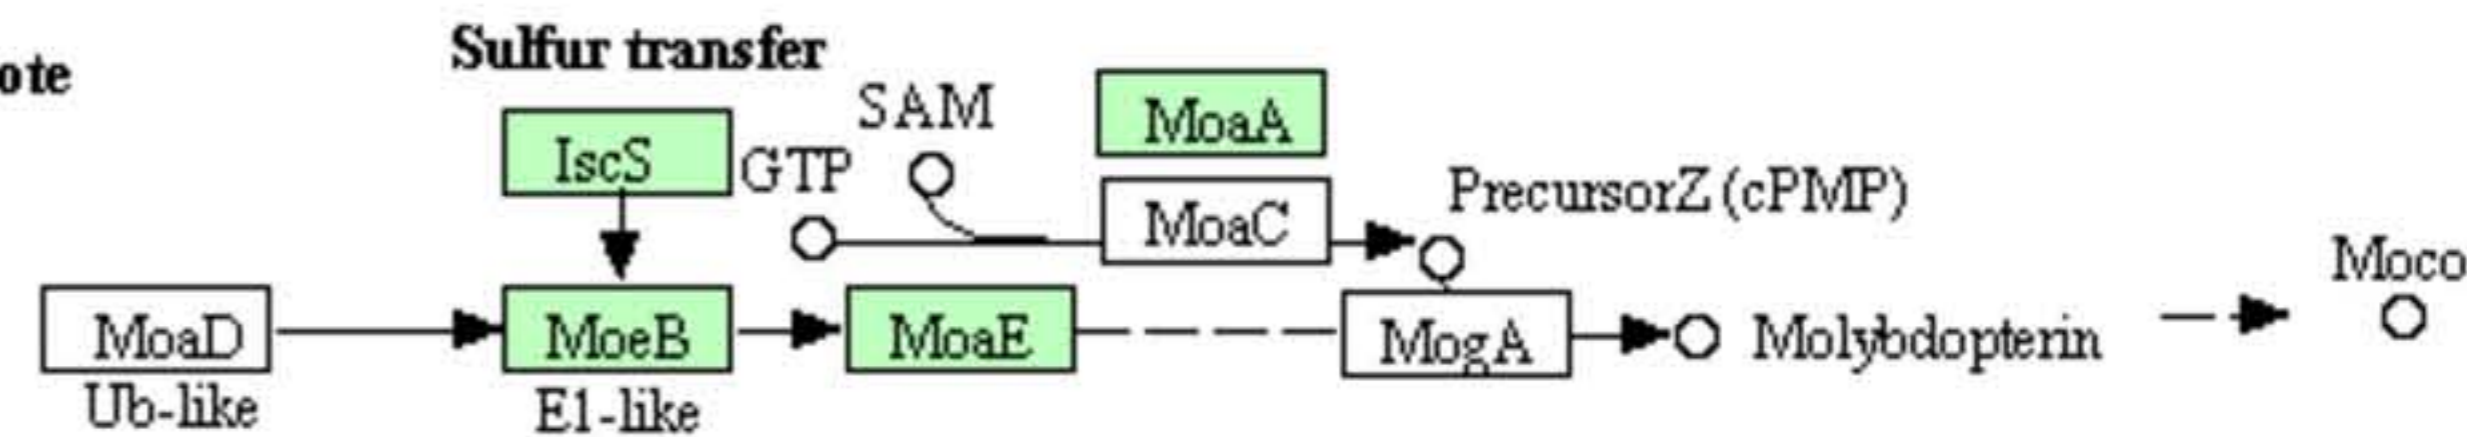 ote
Sulfur transfer
SAM
MoaA
IscS
GTP
MoaC
PrecursorZ (cPMP)
Moco
MoaD
MoeB
MoaE
MogA
Molybdopterin
Ub-like
E1-like